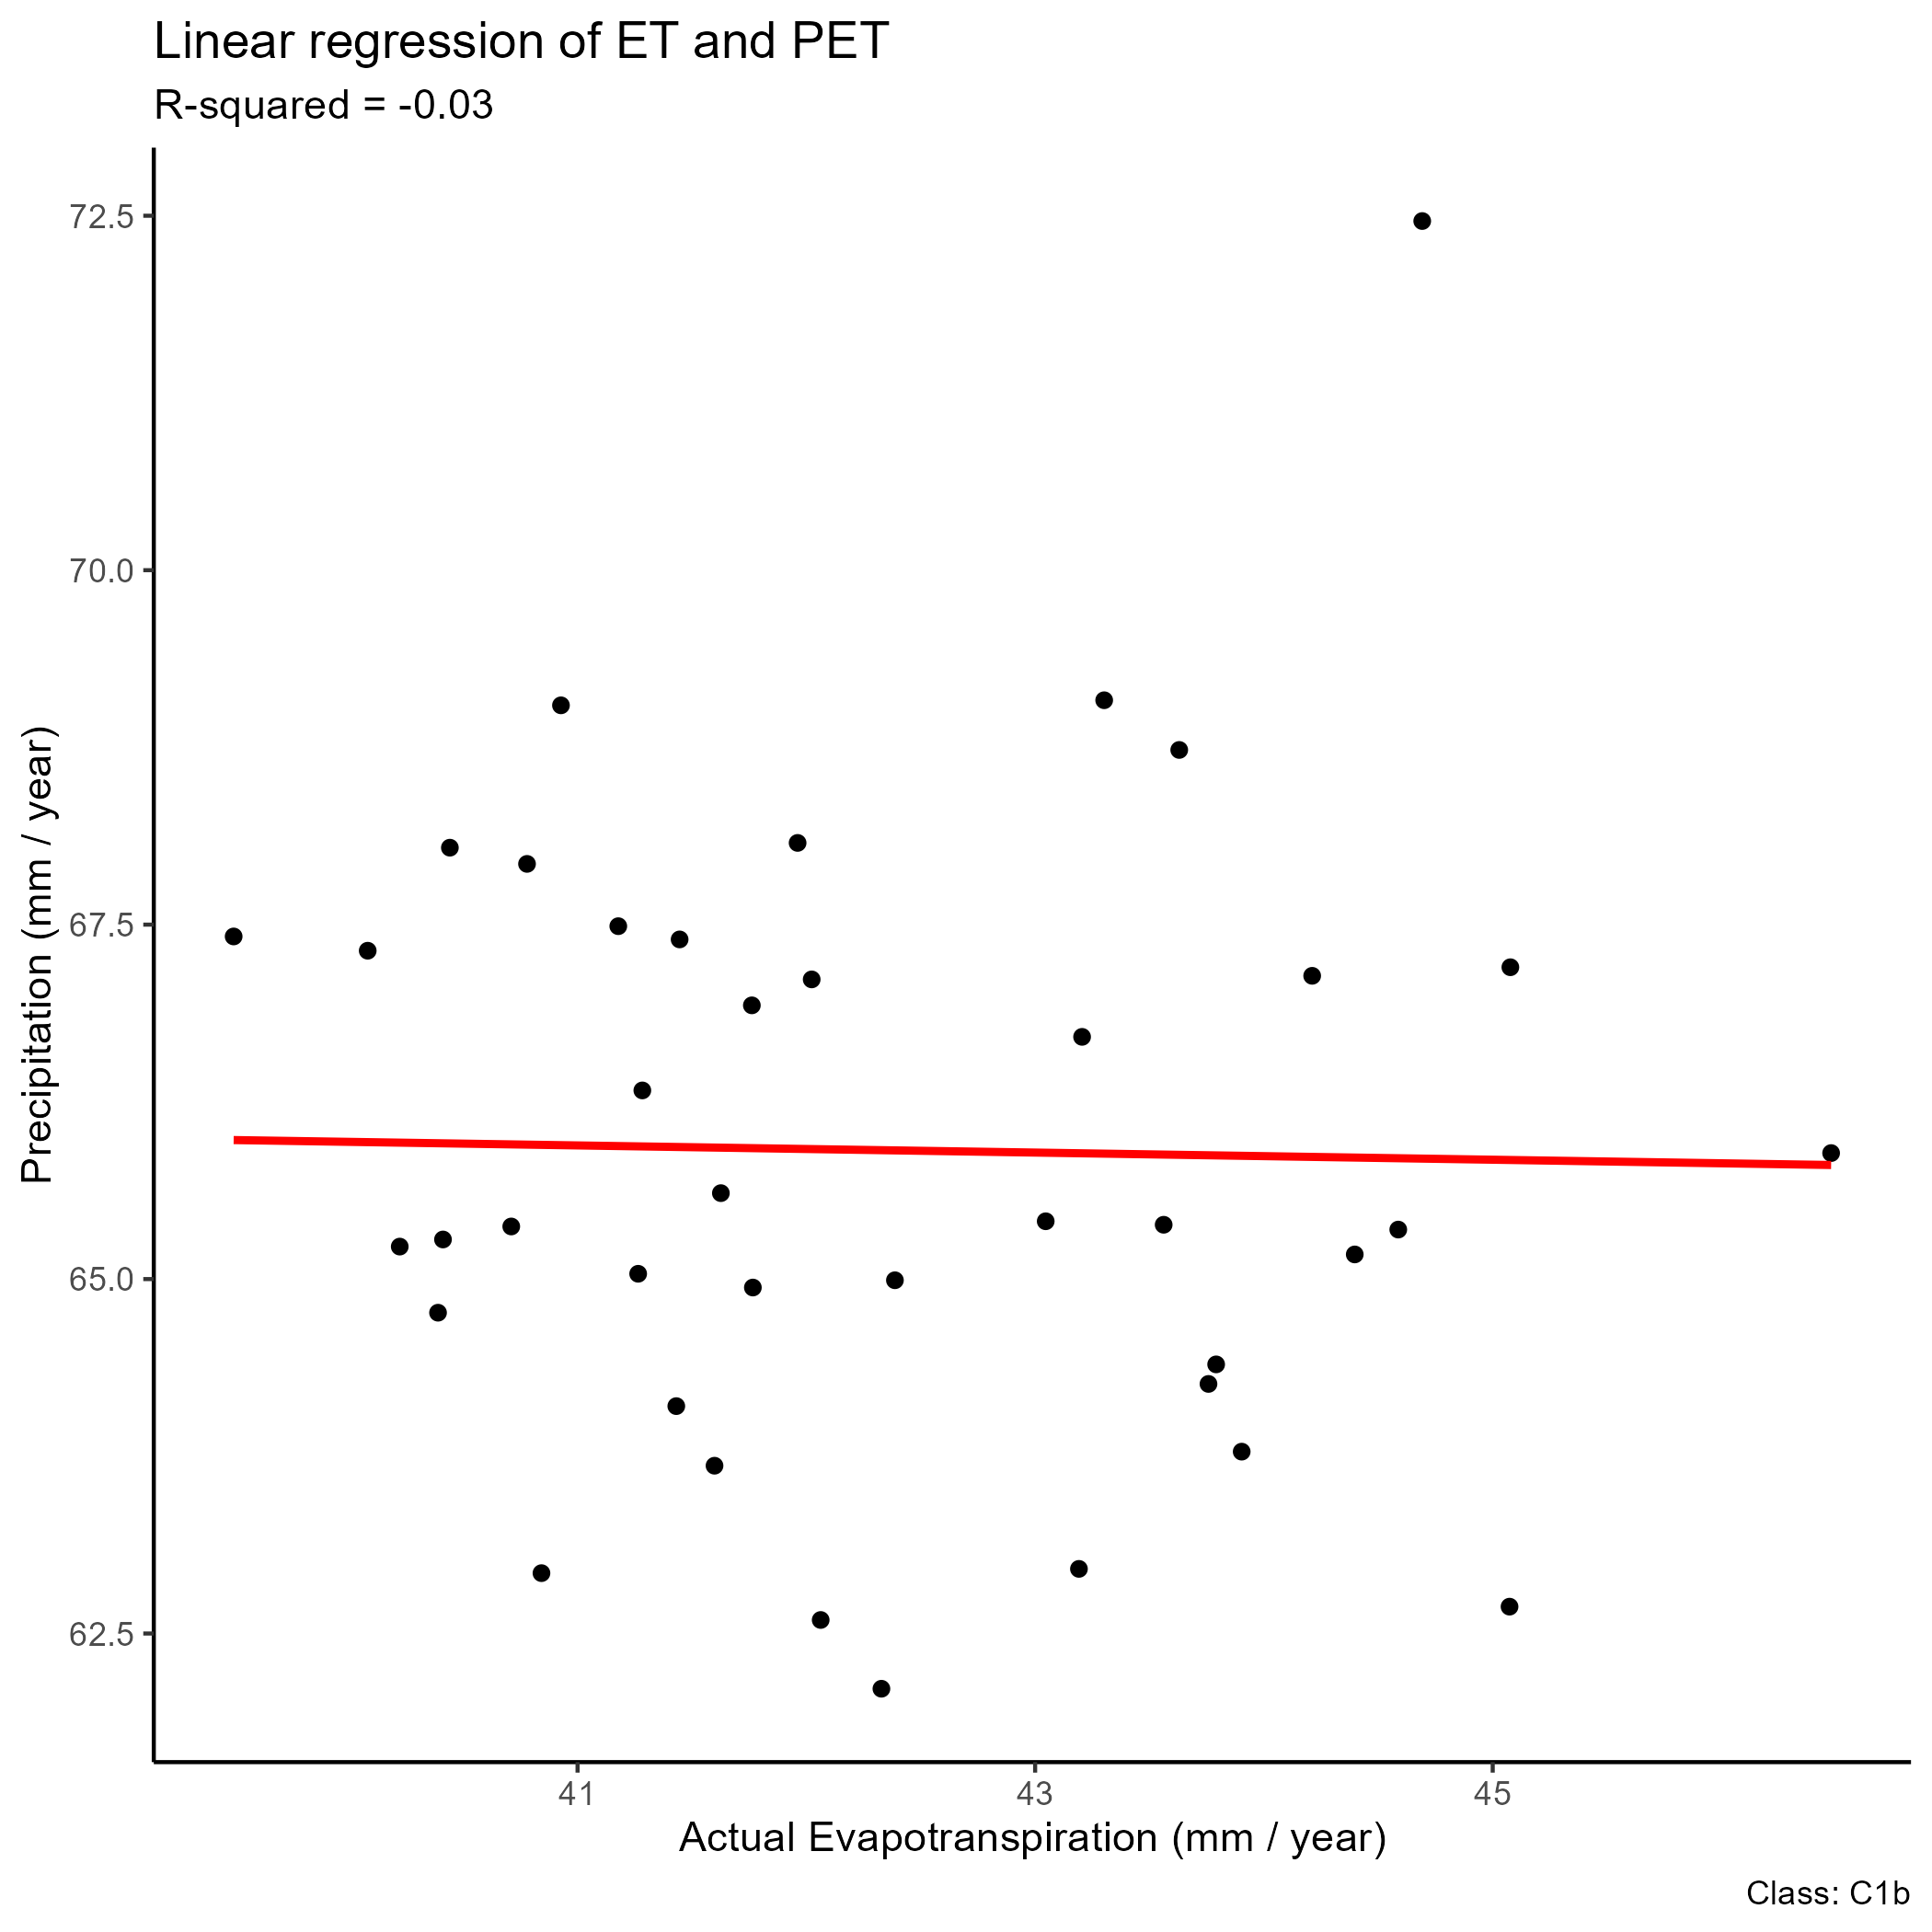 Linear regression of ET and PET
R-squared = -0.03
72.5
70.0
67.5
65.0
62.5
Precipitation (mm / year)
41
43
45
Actual Evapotranspiration (mm / year)
Class: C1b